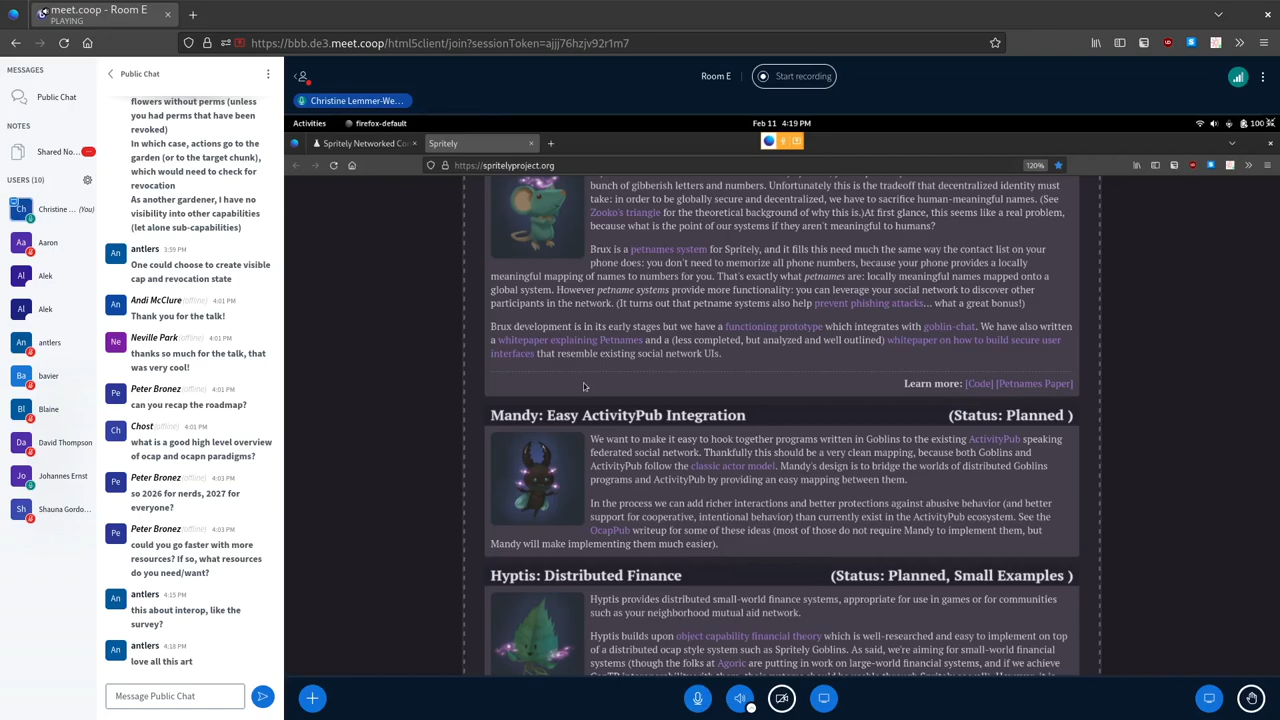 meet.coop - Room E
PLAYING
https://bbb.de3.meet.coop/html5client/join?sessionToken=ajjj76hzjv92r1m7
MESSAGES
Public Chat
NOTES
Shared No...
USERS (10)
Ch
Christine ... (You)
Aa
Aaron
Al
Alek
Al
Alek
An
antlers
Ba
bavier
Bl
Blaine
Da
David Thompson
Jo
Johannes Ernst
Sh
Shauna Gordo...
Public Chat
flowers without perms (unless
you had perms that have been
revoked)
In which case, actions go to the
garden (or to the target chunk),
which would need to check for
revocation
As another gardener, I have no
visibility into other capabilities
(let alone sub-capabilities)
An
antlers 3:59 PM
One could choose to create visible
cap and revocation state
An
Andi McClure (offline) 4:01 PM
Thank you for the talk!
Ne
Neville Park (offline) 4:01 PM
thanks so much for the talk, that
was very cool!
Pe
Peter Bronez (offline) 4:01 PM
can you recap the roadmap?
Ch
Chost (offline) 4:01 PM
what is a good high level overview
of ocap and ocapn paradigms?
Pe
Peter Bronez (offline) 4:03 PM
so 2026 for nerds, 2027 for
everyone?
Pe
Peter Bronez (offline) 4:03 PM
could you go faster with more
resources? If so, what resources
do you need/want?
An
antlers 4:15 PM
this about interop, like the
survey?
An
antlers 4:18 PM
love all this art
Message Public Chat
Room E
Start recording
Christine Lemmer-We...
Activities
firefox-default
Feb 11 4:19 PM
Spritely Networked Co
Spritely
https://spritelyproject.org
120%
bunch of gibberish letters and numbers. Unfortunately this is the tradeoff that decentralized identity must
take: in order to be globally secure and decentralized, we have to sacrifice human-meaningful names. (See
Zooko's triangle for the theoretical background of why this is.)At first glance, this seems like a real problem,
because what is the point of our systems if they aren't meaningful to humans?
Brux is a petnames system for Spritely, and it fills this need much the same way the contact list on your
phone does: you don't need to memorize all phone numbers, because your phone provides a locally
meaningful mapping of names to numbers for you. That's exactly what petnames are: locally meaningful names mapped onto a
global system. However petname systems provide more functionality: you can leverage your social network to discover other
participants in the network. (It turns out that petname systems also help prevent phishing attacks... what a great bonus!)
Brux development is in its early stages but we have a functioning prototype which integrates with goblin-chat. We have also written
a whitepaper explaining Petnames and a (less completed, but analyzed and well outlined) whitepaper on how to build secure user
interfaces that resemble existing social network UIs.
Learn more: [Code] [Petnames Paper]
Mandy: Easy ActivityPub Integration (Status: Planned )
We want to make it easy to hook together programs written in Goblins to the existing ActivityPub speaking
federated social network. Thankfully this should be a very clean mapping, because both Goblins and
ActivityPub follow the classic actor model. Mandy's design is to bridge the worlds of distributed Goblins
programs and ActivityPub by providing an easy mapping between them.
In the process we can add richer interactions and better protections against abusive behavior (and better
support for cooperative, intentional behavior) than currently exist in the ActivityPub ecosystem. See the
OcapPub writeup for some of these ideas (most of those do not require Mandy to implement them, but
Mandy will make implementing them much easier).
Hyptis: Distributed Finance (Status: Planned, Small Examples )
Hyptis provides distributed small-world finance systems, appropriate for use in games or for communities
such as your neighborhood mutual aid network.
Hyptis builds upon object capability financial theory which is well-researched and easy to implement on top
of a distributed ocap style system such as Spritely Goblins. As said, we're aiming for small-world financial
systems (though the folks at Agoric are putting in work on large-world financial systems, and if we achieve